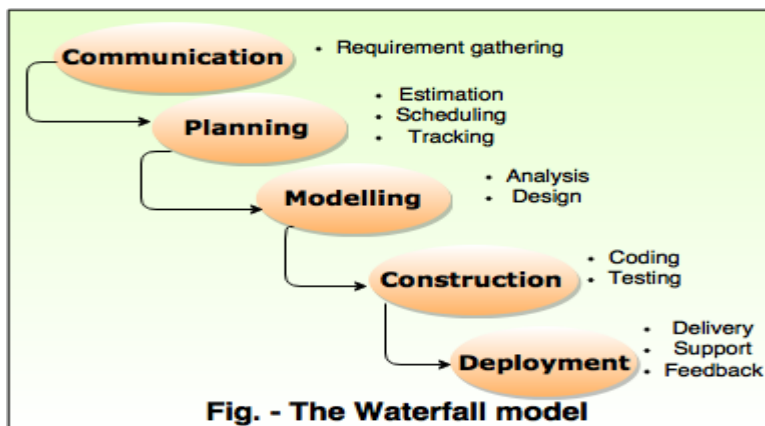 Communication
• Requirement gathering
Planning
• Estimation
• Scheduling
• Tracking
Modelling
• Analysis
• Design
Construction
• Coding
• Testing
Deployment
• Delivery
• Support
• Feedback
Fig. - The Waterfall model